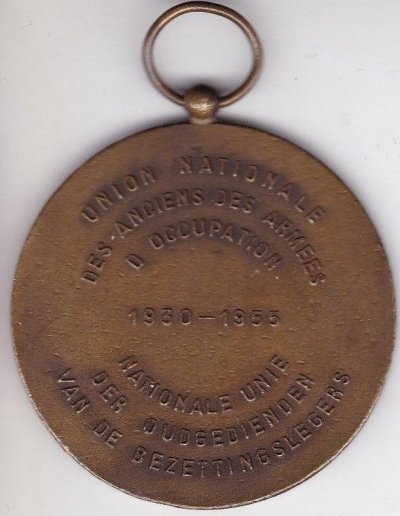 UNION NATIONALE
DES ANCIENS DES ARMEES
D OCCUPATION
1930-1955
NATIONALE UNIE
DER OUDGEDIENDEN
VAN DE BEZETTINGSLEGERS